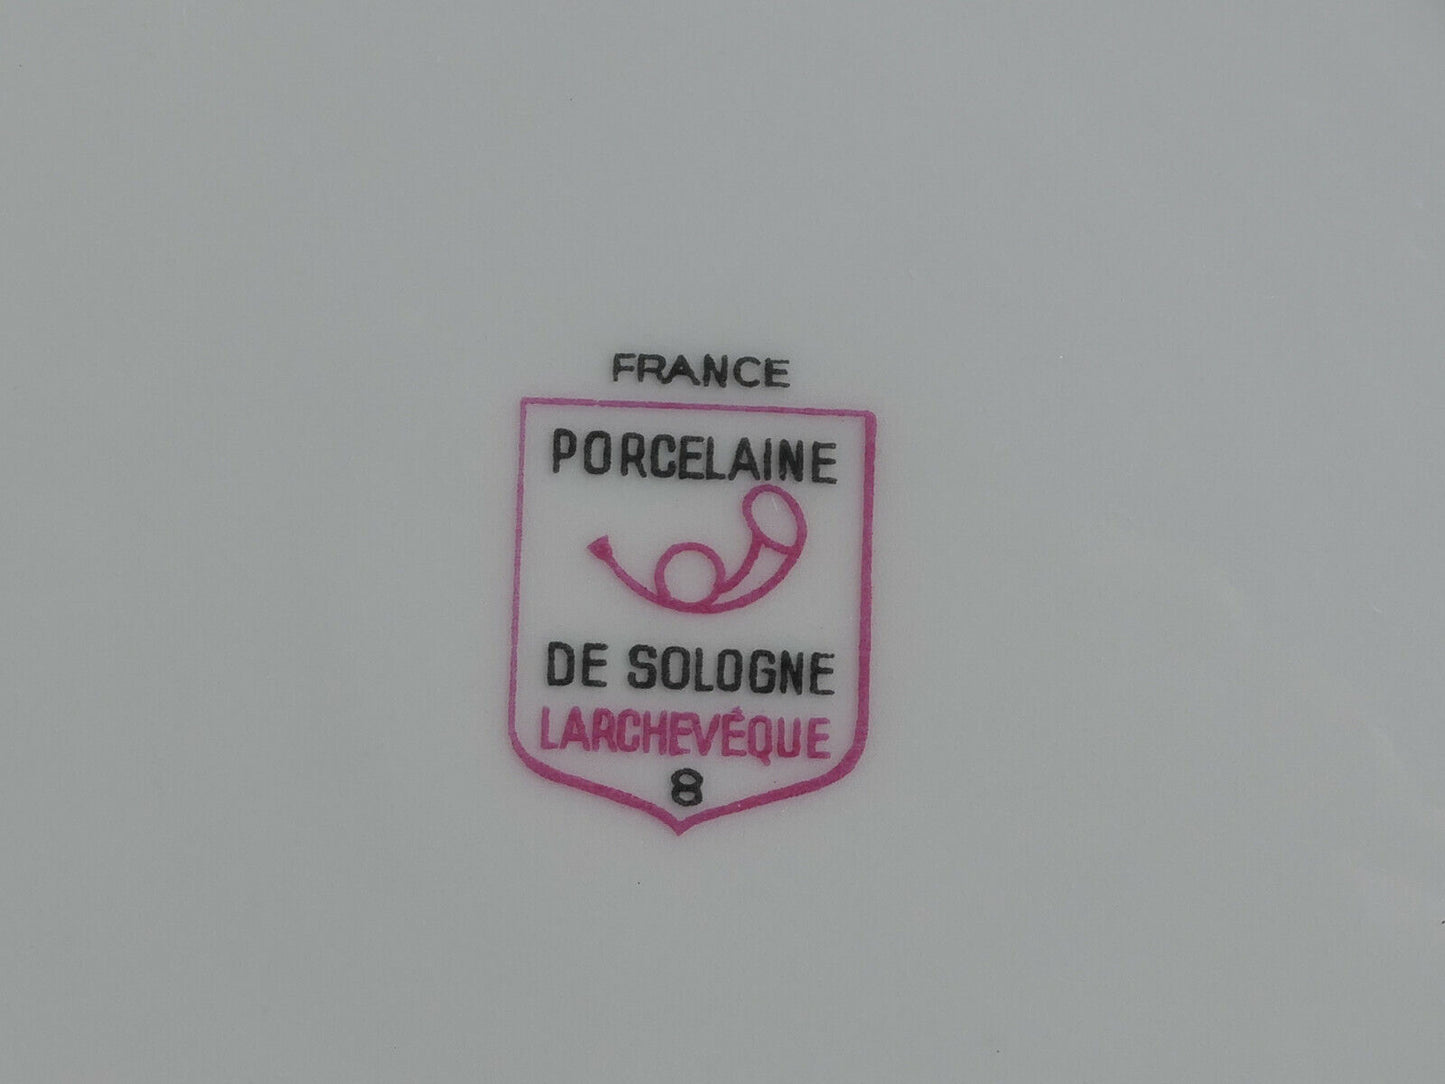 FRANCE
PORCELAINE
DE SOLOGNE
LARCHEVÊQUE
8